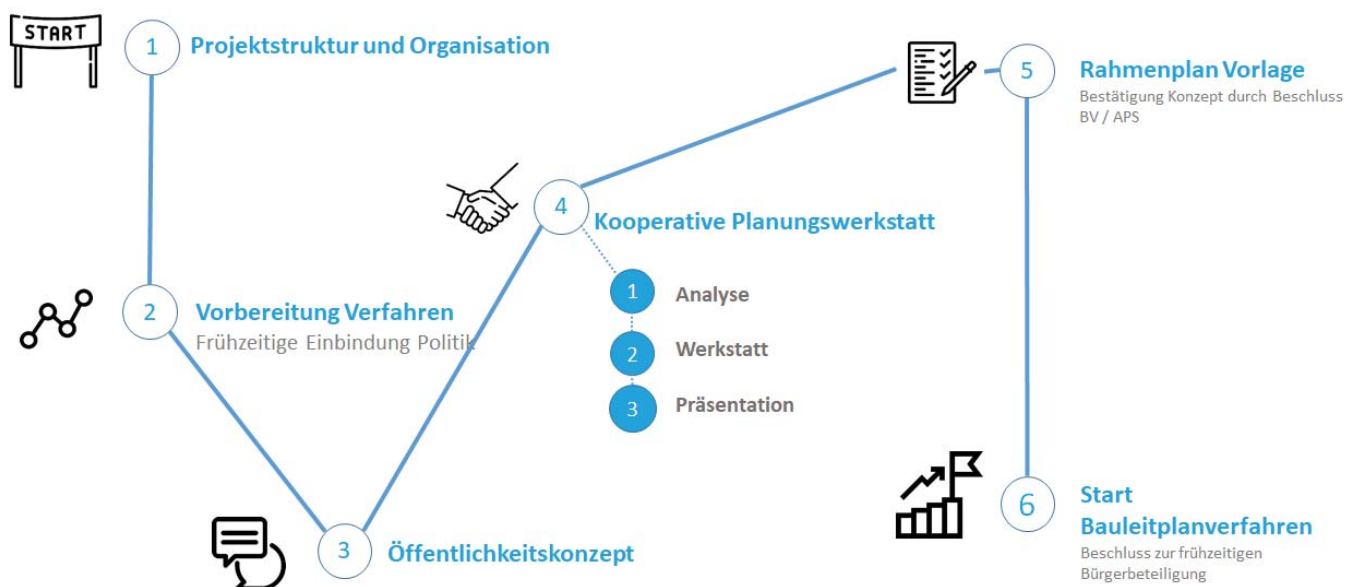 START
1
Projektstruktur und Organisation
2
Vorbereitung Verfahren
Frühzeitige Einbindung Politik
3
Öffentlichkeitskonzept
4
Kooperative Planungswerkstatt
1
Analyse
2
Werkstatt
3
Präsentation
5
Rahmenplan Vorlage
Bestätigung Konzept durch Beschluss
BV / APS
6
Start
Bauleitplanverfahren
Beschluss zur frühzeitigen
Bürgerbeteiligung